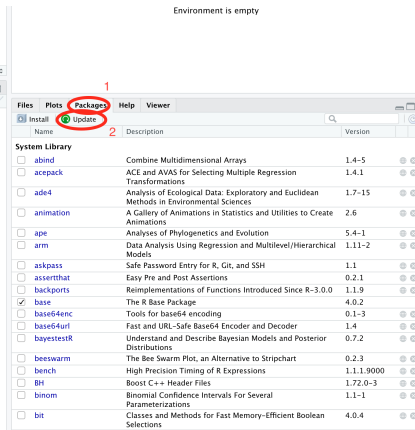 Environment is empty
1
Files Plots Packages Help Viewer
Install Update
2
Name Description Version
System Library
abind Combine Multidimensional Arrays 1.4-5
acepack ACE and AVAS for Selecting Multiple Regression 1.4.1
Transformations
ade4 Analysis of Ecological Data: Exploratory and Euclidean 1.7-15
Methods in Environmental Sciences
animation A Gallery of Animations in Statistics and Utilities to Create 2.6
Animations
ape Analyses of Phylogenetics and Evolution 5.4-1
arm Data Analysis Using Regression and Multilevel/Hierarchical 1.11-2
Models
askpass Safe Password Entry for R, Git, and SSH 1.1
assertthat Easy Pre and Post Assertions 0.2.1
backports Reimplementations of Functions Introduced Since R-3.0.0 1.1.9
base The R Base Package 4.0.2
base64enc Tools for base64 encoding 0.1-3
base64url Fast and URL-Safe Base64 Encoder and Decoder 1.4
bayestestR Understand and Describe Bayesian Models and Posterior 0.7.2
Distributions
beeswarm The Bee Swarm Plot, an Alternative to Stripchart 0.2.3
bench High Precision Timing of R Expressions 1.1.1.9000
BH Boost C++ Header Files 1.72.0-3
binom Binomial Confidence Intervals For Several 1.1-1
Parameterizations
bit Classes and Methods for Fast Memory-Efficient Boolean 4.0.4
Selections